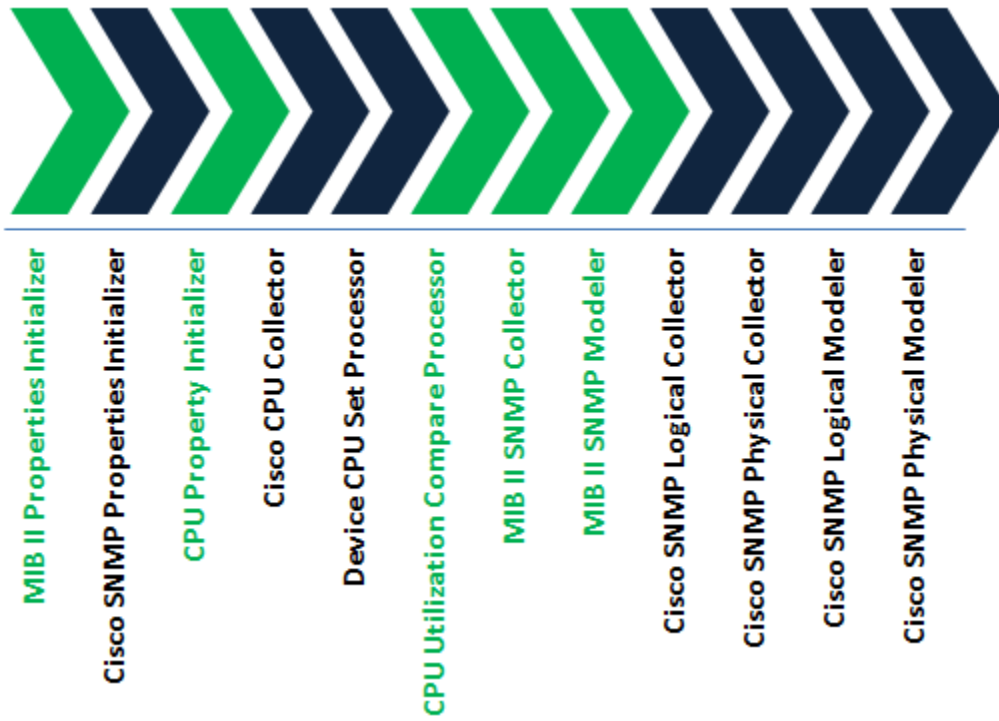 MIB II Properties Initializer
Cisco SNMP Properties Initializer
CPU Property Initializer
Cisco CPU Collector
Device CPU Set Processor
CPU Utilization Compare Processor
MIB II SNMP Collector
MIB II SNMP Modeler
Cisco SNMP Logical Collector
Cisco SNMP Physical Collector
Cisco SNMP Logical Modeler
Cisco SNMP Physical Modeler